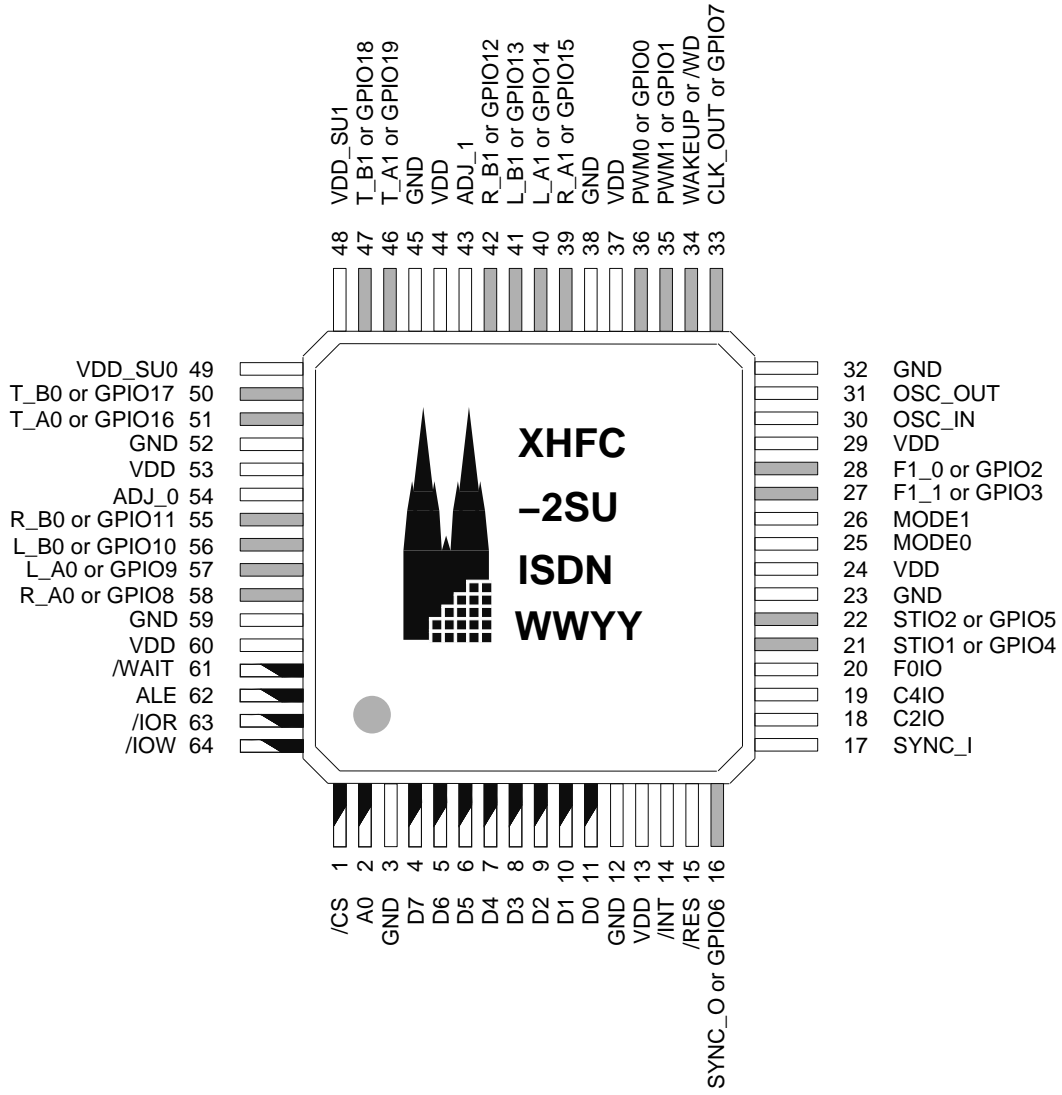 VDD_SU1
T_B1 or GPIO18
T_A1 or GPIO19
GND
VDD
ADJ_1
R_B1 or GPIO12
L_B1 or GPIO13
L_A1 or GPIO14
R_A1 or GPIO15
GND
VDD
PWM0 or GPIO0
PWM1 or GPIO1
WAKEUP or /WD
CLK_OUT or GPIO7
48
47
46
45
44
43
42
41
40
39
38
37
36
35
34
33
VDD_SU0 49
T_B0 or GPIO17 50
T_A0 or GPIO16 51
GND 52
VDD 53
ADJ_0 54
R_B0 or GPIO11 55
L_B0 or GPIO10 56
L_A0 or GPIO9 57
R_A0 or GPIO8 58
GND 59
VDD 60
/WAIT 61
ALE 62
/IOR 63
/IOW 64
XHFC
–2SU
ISDN
WWYY
32 GND
31 OSC_OUT
30 OSC_IN
29 VDD
28 F1_0 or GPIO2
27 F1_1 or GPIO3
26 MODE1
25 MODE0
24 VDD
23 GND
22 STIO2 or GPIO5
21 STIO1 or GPIO4
20 F0IO
19 C4IO
18 C2IO
17 SYNC_I
1
2
3
4
5
6
7
8
9
10
11
12
13
14
15
16
/CS
A0
GND
D7
D6
D5
D4
D3
D2
D1
D0
GND
VDD
/INT
/RES
SYNC_O or GPIO6